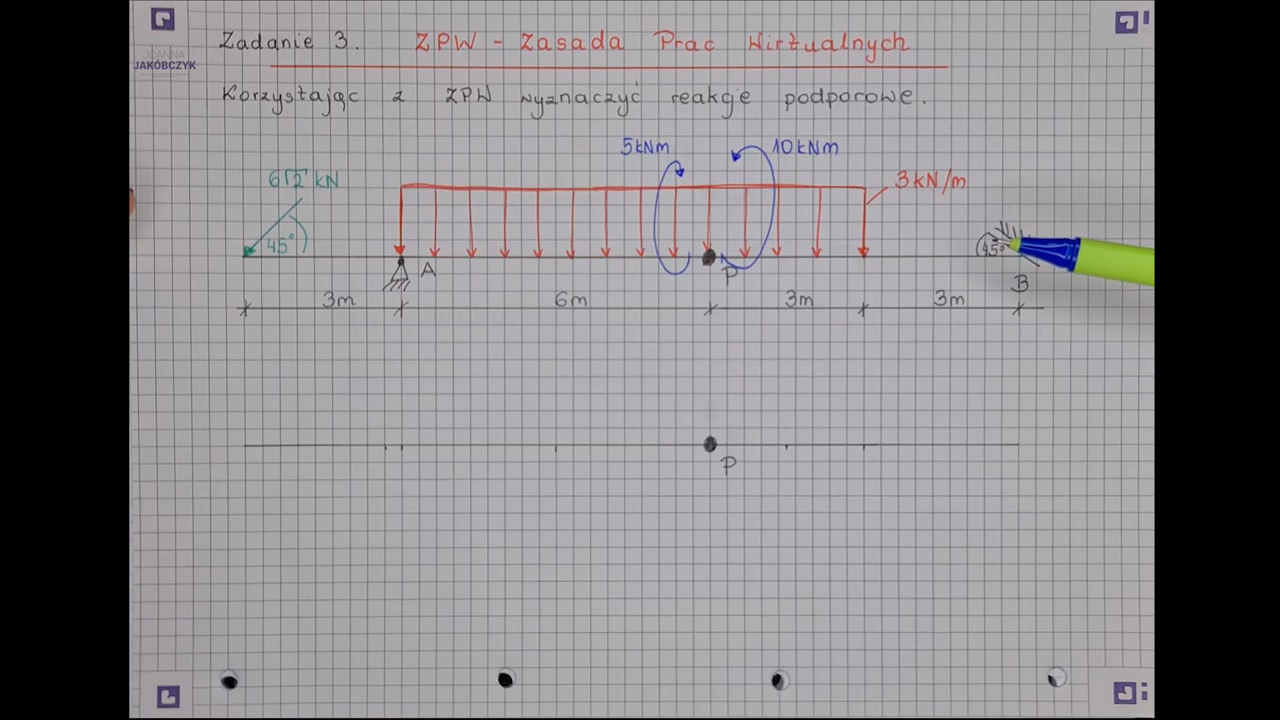 Zadanie 3. ZPW - Zasada Prac Wirtualnych
JOANNA
JAKÓBCZYK
Korzystając z ZPW wyznaczyć reakcje podporowe.
5kNm 10kNm
6√2 kN 3kN/m
45° 45°
A P B
3m 6m 3m 3m
P